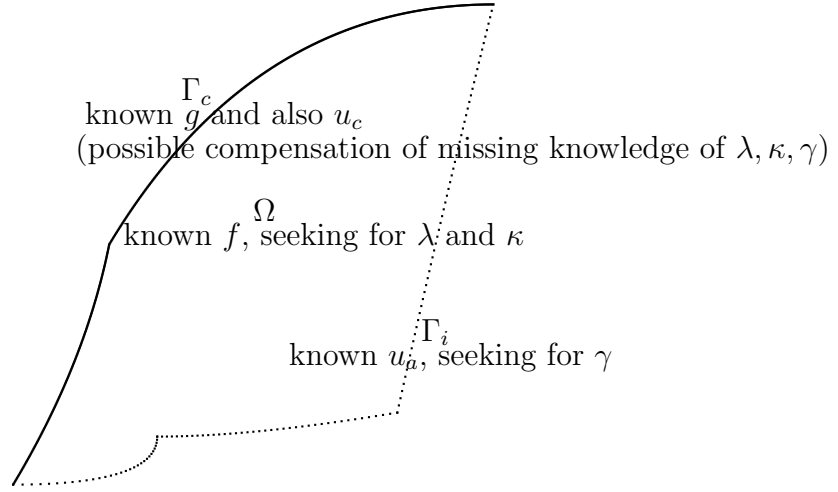 Γ_c
known g and also u_c
(possible compensation of missing knowledge of λ, κ, γ)
Ω
known f, seeking for λ and κ
Γ_i
known u_a, seeking for γ